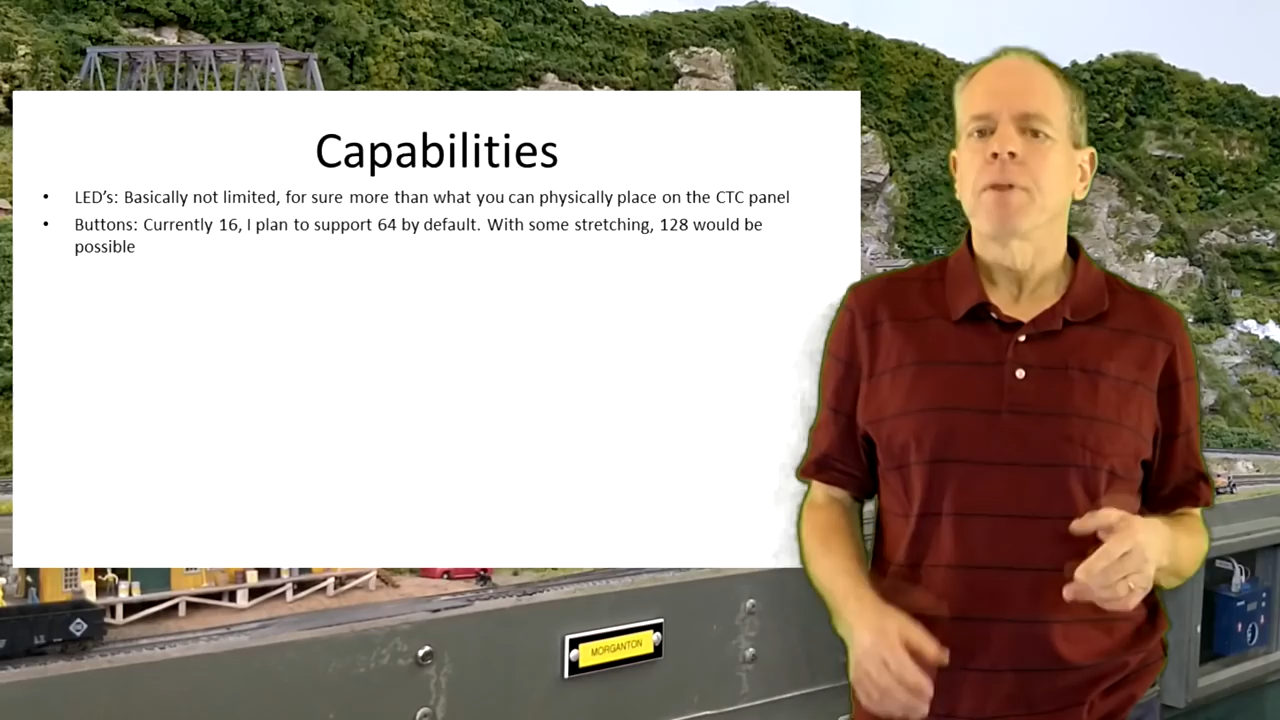 Capabilities
• LED’s: Basically not limited, for sure more than what you can physically place on the CTC panel
• Buttons: Currently 16, I plan to support 64 by default. With some stretching, 128 would be
possible
MORGANTON